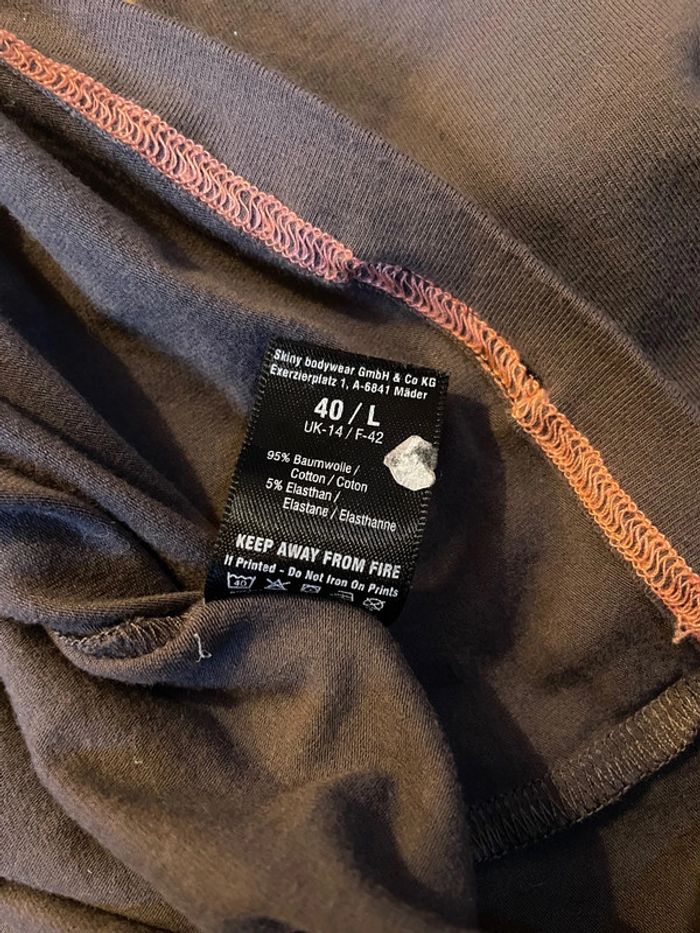 Skiny bodywear GmbH & Co KG
Exerzierplatz 1, A-6841 Mäder
40 / L
UK-14 / F-42
95% Baumwolle /
Cotton / Coton
5% Elasthan /
Elastane / Elasthanne
KEEP AWAY FROM FIRE
If Printed - Do Not Iron On Prints
40